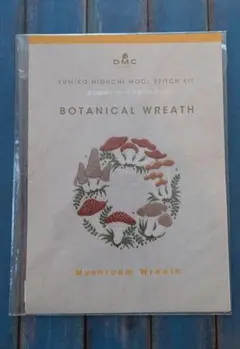 DMC
YUMIKO HIGUCHI WOOL STITCH KIT
BOTANICAL WREATH
Mushroom Wreath